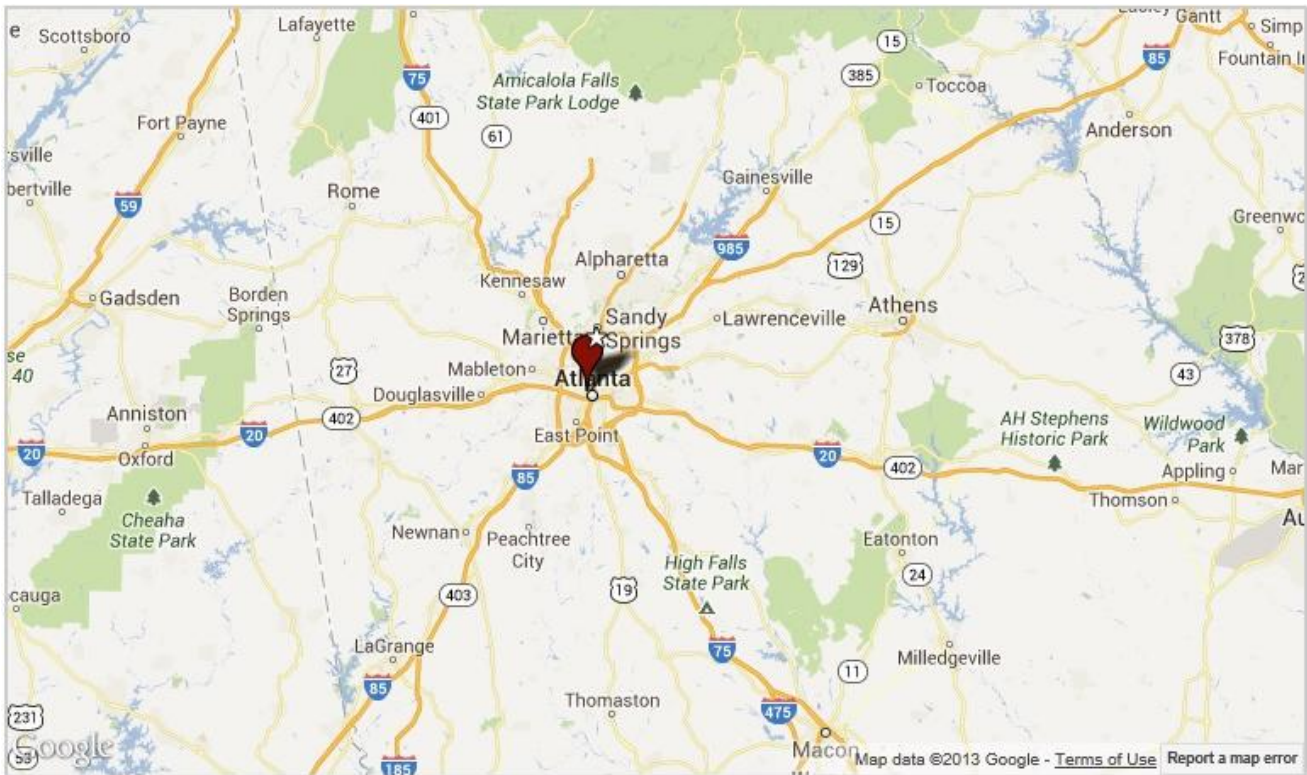 e
Scottsboro
Lafayette
Gantt
Simp
15
85
Fountain In
75
Amicalola Falls
State Park Lodge
385
Toccoa
401
Fort Payne
61
Anderson
rsville
Gainesville
bertville
Rome
59
15
Greenwo
985
Alpharetta
129
Kennesaw
Gadsden
Borden
Springs
Athens
Sandy
Springs
Lawrenceville
Marietta
378
se
40
27
Mableton
Atlanta
43
Douglasville
Anniston
402
AH Stephens
Historic Park
Wildwood
Park
20
East Point
20
20
Oxford
402
Appling
Mar
85
Talladega
Thomson
Cheaha
State Park
Au
Newnan
Peachtree
City
Eatonton
High Falls
State Park
24
cauga
403
19
LaGrange
75
Milledgeville
11
85
Thomaston
475
231
53
Google
Macon
185
Map data ©2013 Google - Terms of Use
Report a map error